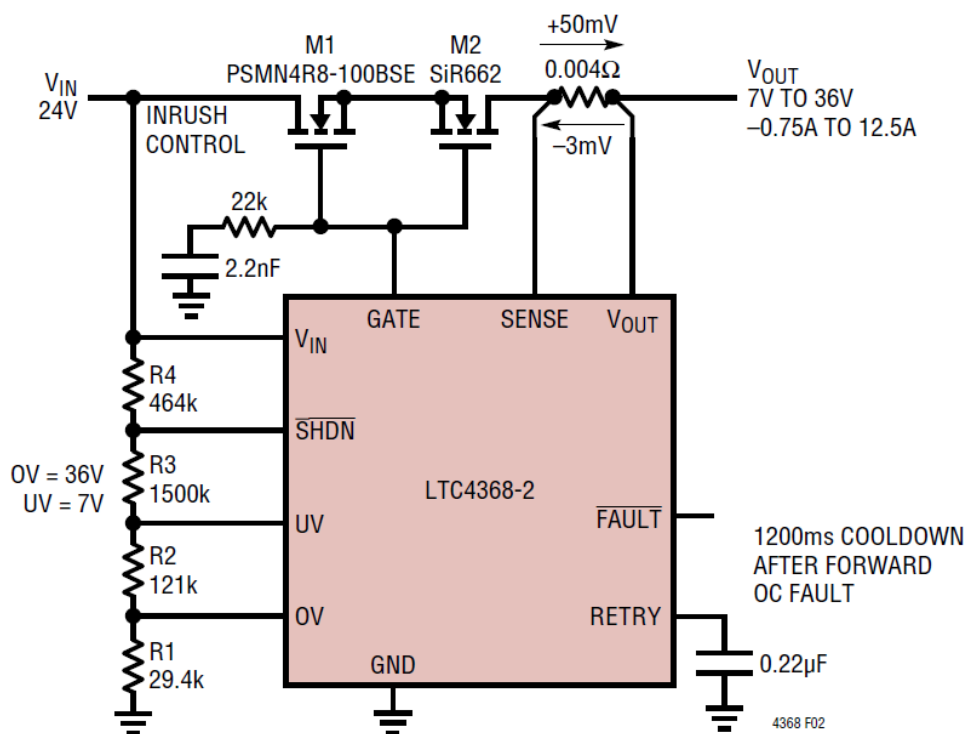 +50mV
M1
M2
PSMN4R8-100BSE
SiR662
0.004Ω
VIN
24V
VOUT
7V TO 36V
–0.75A TO 12.5A
INRUSH
CONTROL
–3mV
22k
2.2nF
GATE
SENSE
VOUT
VIN
R4
464k
SHDN
R3
1500k
OV = 36V
UV = 7V
LTC4368-2
UV
FAULT
1200ms COOLDOWN
AFTER FORWARD
OC FAULT
R2
121k
OV
RETRY
R1
29.4k
GND
0.22µF
4368 F02